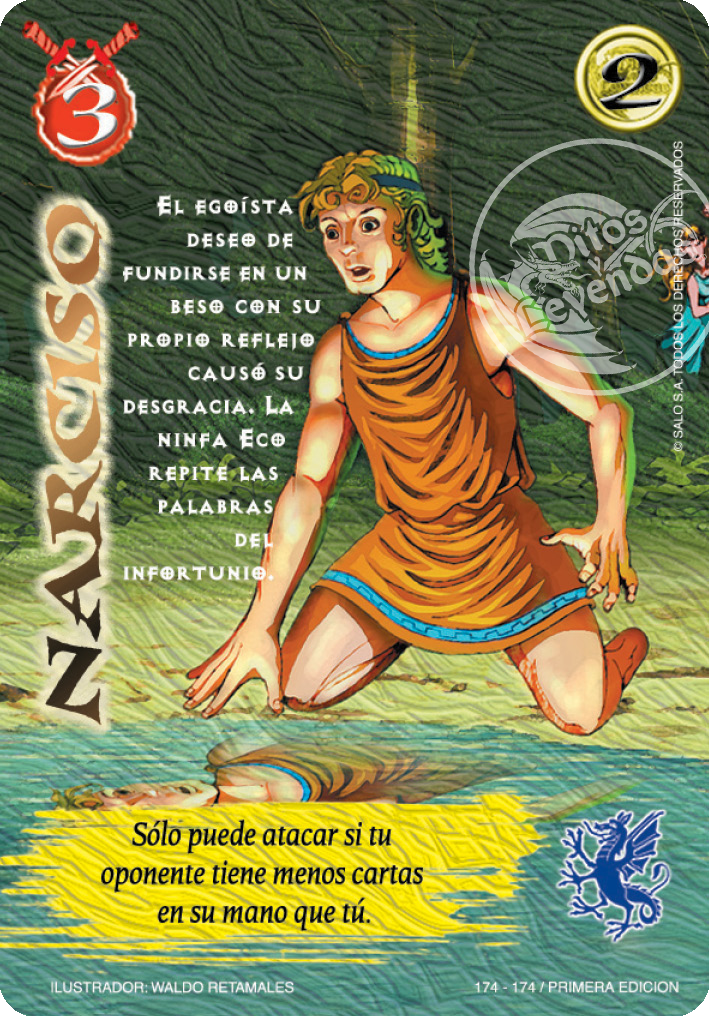 3
2
NARCISO
El egoísta
deseo de
fundirse en un
beso con su
propio reflejo
causó su
desgracia. La
ninfa Eco
repite las
palabras
del
infortunio.
Mitos
y
Leyendas
© SALO S.A. TODOS LOS DERECHOS RESERVADOS
Sólo puede atacar si tu
oponente tiene menos cartas
en su mano que tú.
ILUSTRADOR: WALDO RETAMALES
174 - 174 / PRIMERA EDICION